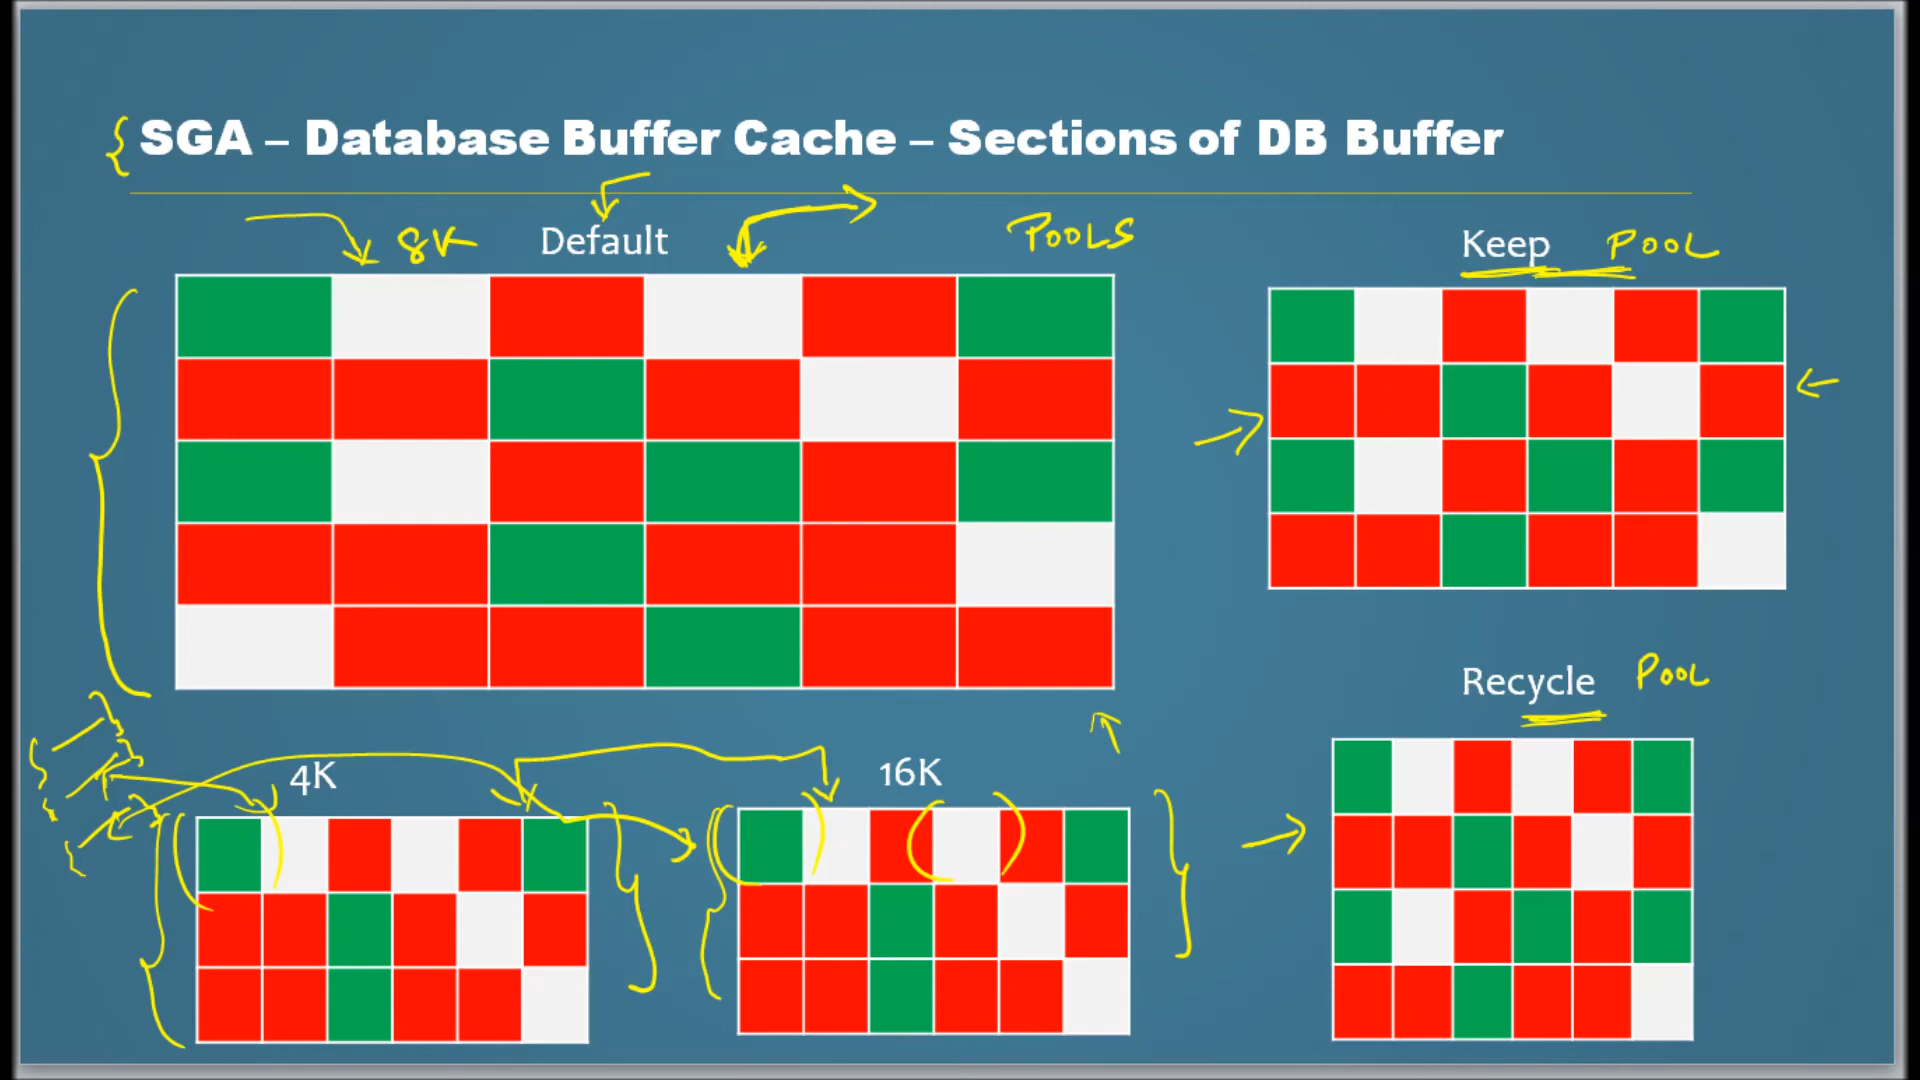 SGA – Database Buffer Cache – Sections of DB Buffer
8K Default POOLS
Keep POOL
Recycle POOL
4K
16K